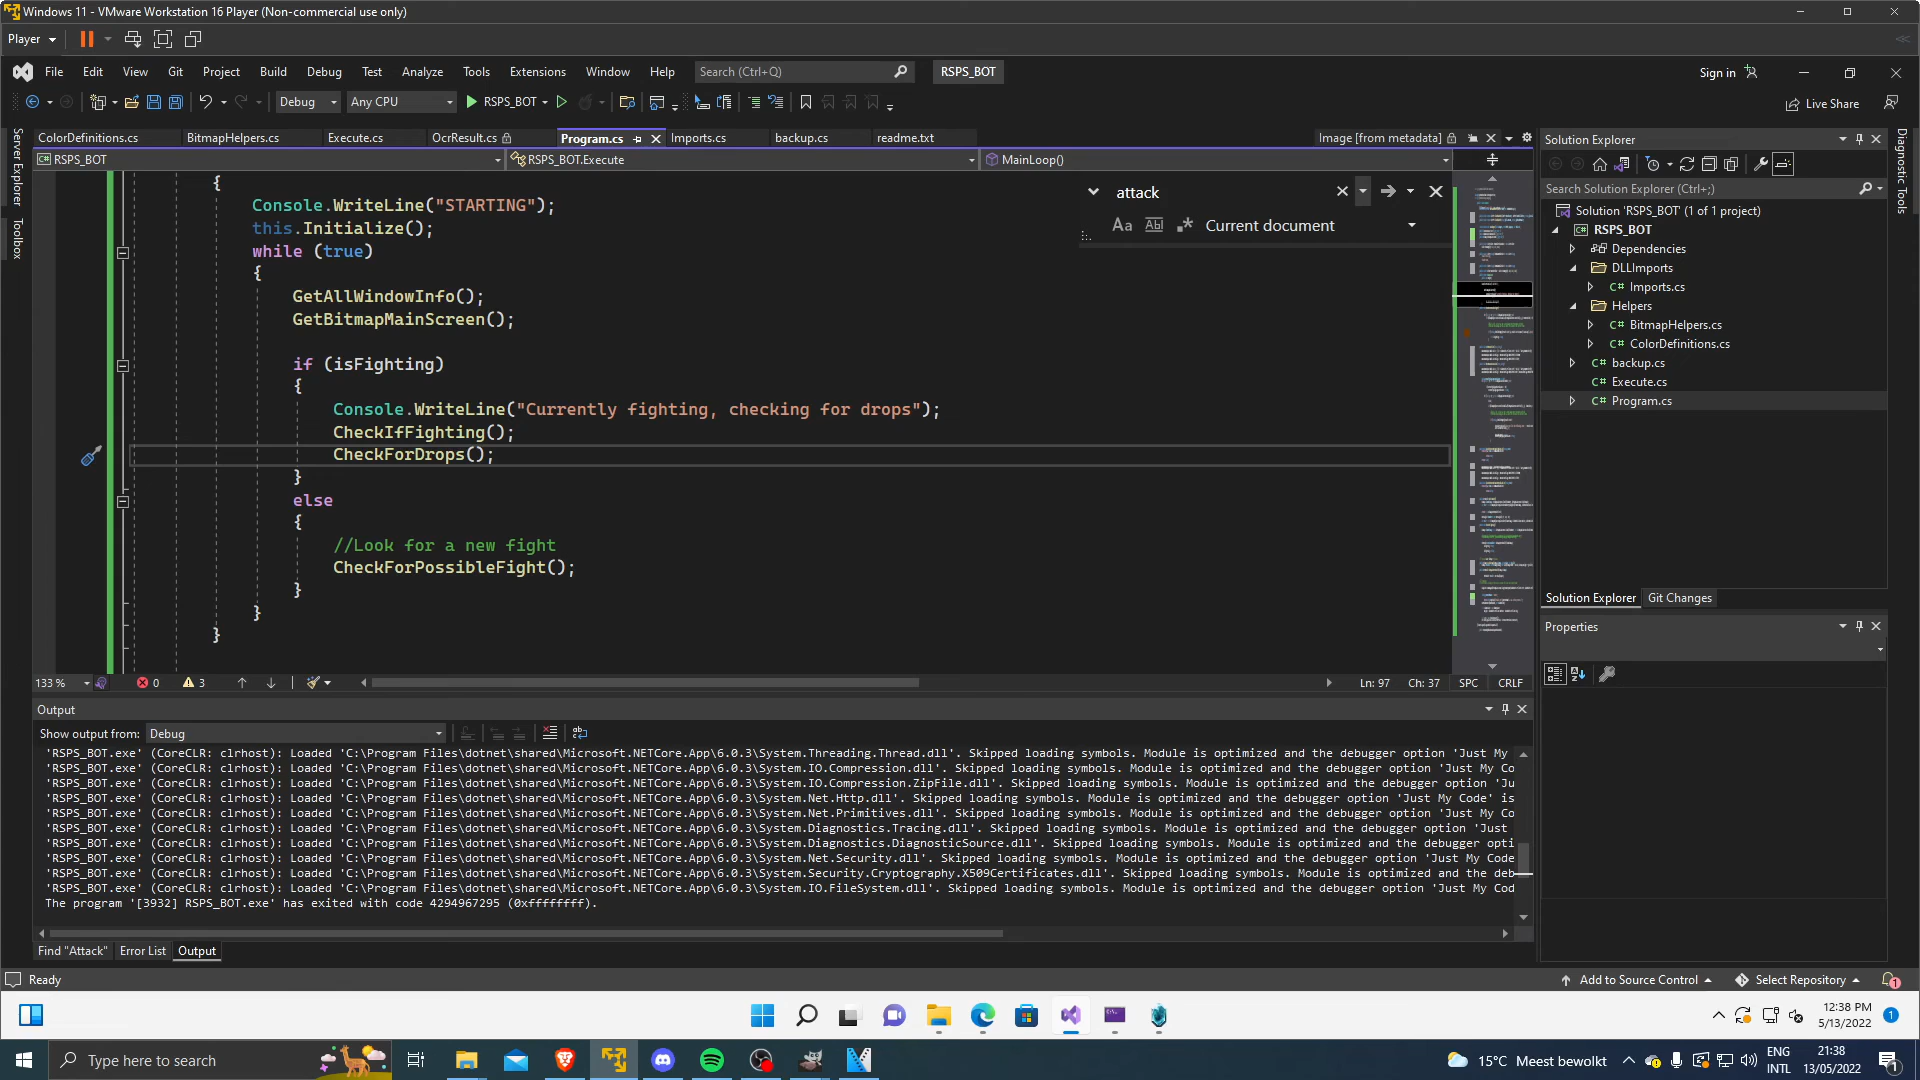 Windows 11 - VMware Workstation 16 Player (Non-commercial use only)
Player
File Edit View Git Project Build Debug Test Analyze Tools Extensions Window Help Search (Ctrl+Q) RSPS_BOT Sign in
Debug Any CPU RSPS_BOT Live Share
Server Explorer
Toolbox
ColorDefinitions.cs BitmapHelpers.cs Execute.cs OcrResult.cs Program.cs Imports.cs backup.cs readme.txt Image [from metadata]
RSPS_BOT RSPS_BOT.Execute MainLoop()
{
Console.WriteLine("STARTING");
this.Initialize();
while (true)
{
GetAllWindowInfo();
GetBitmapMainScreen();
if (isFighting)
{
Console.WriteLine("Currently fighting, checking for drops");
CheckIfFighting();
CheckForDrops();
}
else
{
//Look for a new fight
CheckForPossibleFight();
}
}
}
attack
Aa Abl Current document
133 % 0 3 Ln: 97 Ch: 37 SPC CRLF
Solution Explorer
Search Solution Explorer (Ctrl+;)
Solution 'RSPS_BOT' (1 of 1 project)
RSPS_BOT
Dependencies
DLLImports
C# Imports.cs
Helpers
C# BitmapHelpers.cs
C# ColorDefinitions.cs
C# backup.cs
C# Execute.cs
C# Program.cs
Solution Explorer Git Changes
Properties
Diagnostic Tools
Output
Show output from: Debug
'RSPS_BOT.exe' (CoreCLR: clrhost): Loaded 'C:\Program Files\dotnet\shared\Microsoft.NETCore.App\6.0.3\System.Threading.Thread.dll'. Skipped loading symbols. Module is optimized and the debugger option 'Just My
'RSPS_BOT.exe' (CoreCLR: clrhost): Loaded 'C:\Program Files\dotnet\shared\Microsoft.NETCore.App\6.0.3\System.IO.Compression.dll'. Skipped loading symbols. Module is optimized and the debugger option 'Just My Co
'RSPS_BOT.exe' (CoreCLR: clrhost): Loaded 'C:\Program Files\dotnet\shared\Microsoft.NETCore.App\6.0.3\System.IO.Compression.ZipFile.dll'. Skipped loading symbols. Module is optimized and the debugger option 'Ju
'RSPS_BOT.exe' (CoreCLR: clrhost): Loaded 'C:\Program Files\dotnet\shared\Microsoft.NETCore.App\6.0.3\System.Net.Http.dll'. Skipped loading symbols. Module is optimized and the debugger option 'Just My Code' is
'RSPS_BOT.exe' (CoreCLR: clrhost): Loaded 'C:\Program Files\dotnet\shared\Microsoft.NETCore.App\6.0.3\System.Net.Primitives.dll'. Skipped loading symbols. Module is optimized and the debugger option 'Just My Co
'RSPS_BOT.exe' (CoreCLR: clrhost): Loaded 'C:\Program Files\dotnet\shared\Microsoft.NETCore.App\6.0.3\System.Diagnostics.Tracing.dll'. Skipped loading symbols. Module is optimized and the debugger option 'Just
'RSPS_BOT.exe' (CoreCLR: clrhost): Loaded 'C:\Program Files\dotnet\shared\Microsoft.NETCore.App\6.0.3\System.Diagnostics.DiagnosticSource.dll'. Skipped loading symbols. Module is optimized and the debugger opti
'RSPS_BOT.exe' (CoreCLR: clrhost): Loaded 'C:\Program Files\dotnet\shared\Microsoft.NETCore.App\6.0.3\System.Net.Security.dll'. Skipped loading symbols. Module is optimized and the debugger option 'Just My Code
'RSPS_BOT.exe' (CoreCLR: clrhost): Loaded 'C:\Program Files\dotnet\shared\Microsoft.NETCore.App\6.0.3\System.Security.Cryptography.X509Certificates.dll'. Skipped loading symbols. Module is optimized and the deb
'RSPS_BOT.exe' (CoreCLR: clrhost): Loaded 'C:\Program Files\dotnet\shared\Microsoft.NETCore.App\6.0.3\System.IO.FileSystem.dll'. Skipped loading symbols. Module is optimized and the debugger option 'Just My Cod
The program '[3932] RSPS_BOT.exe' has exited with code 4294967295 (0xffffffff).
Find "Attack" Error List Output
Ready Add to Source Control Select Repository 1
12:38 PM
5/13/2022 1
Type here to search 15°C Meest bewolkt ENG INTL 21:38 13/05/2022 1